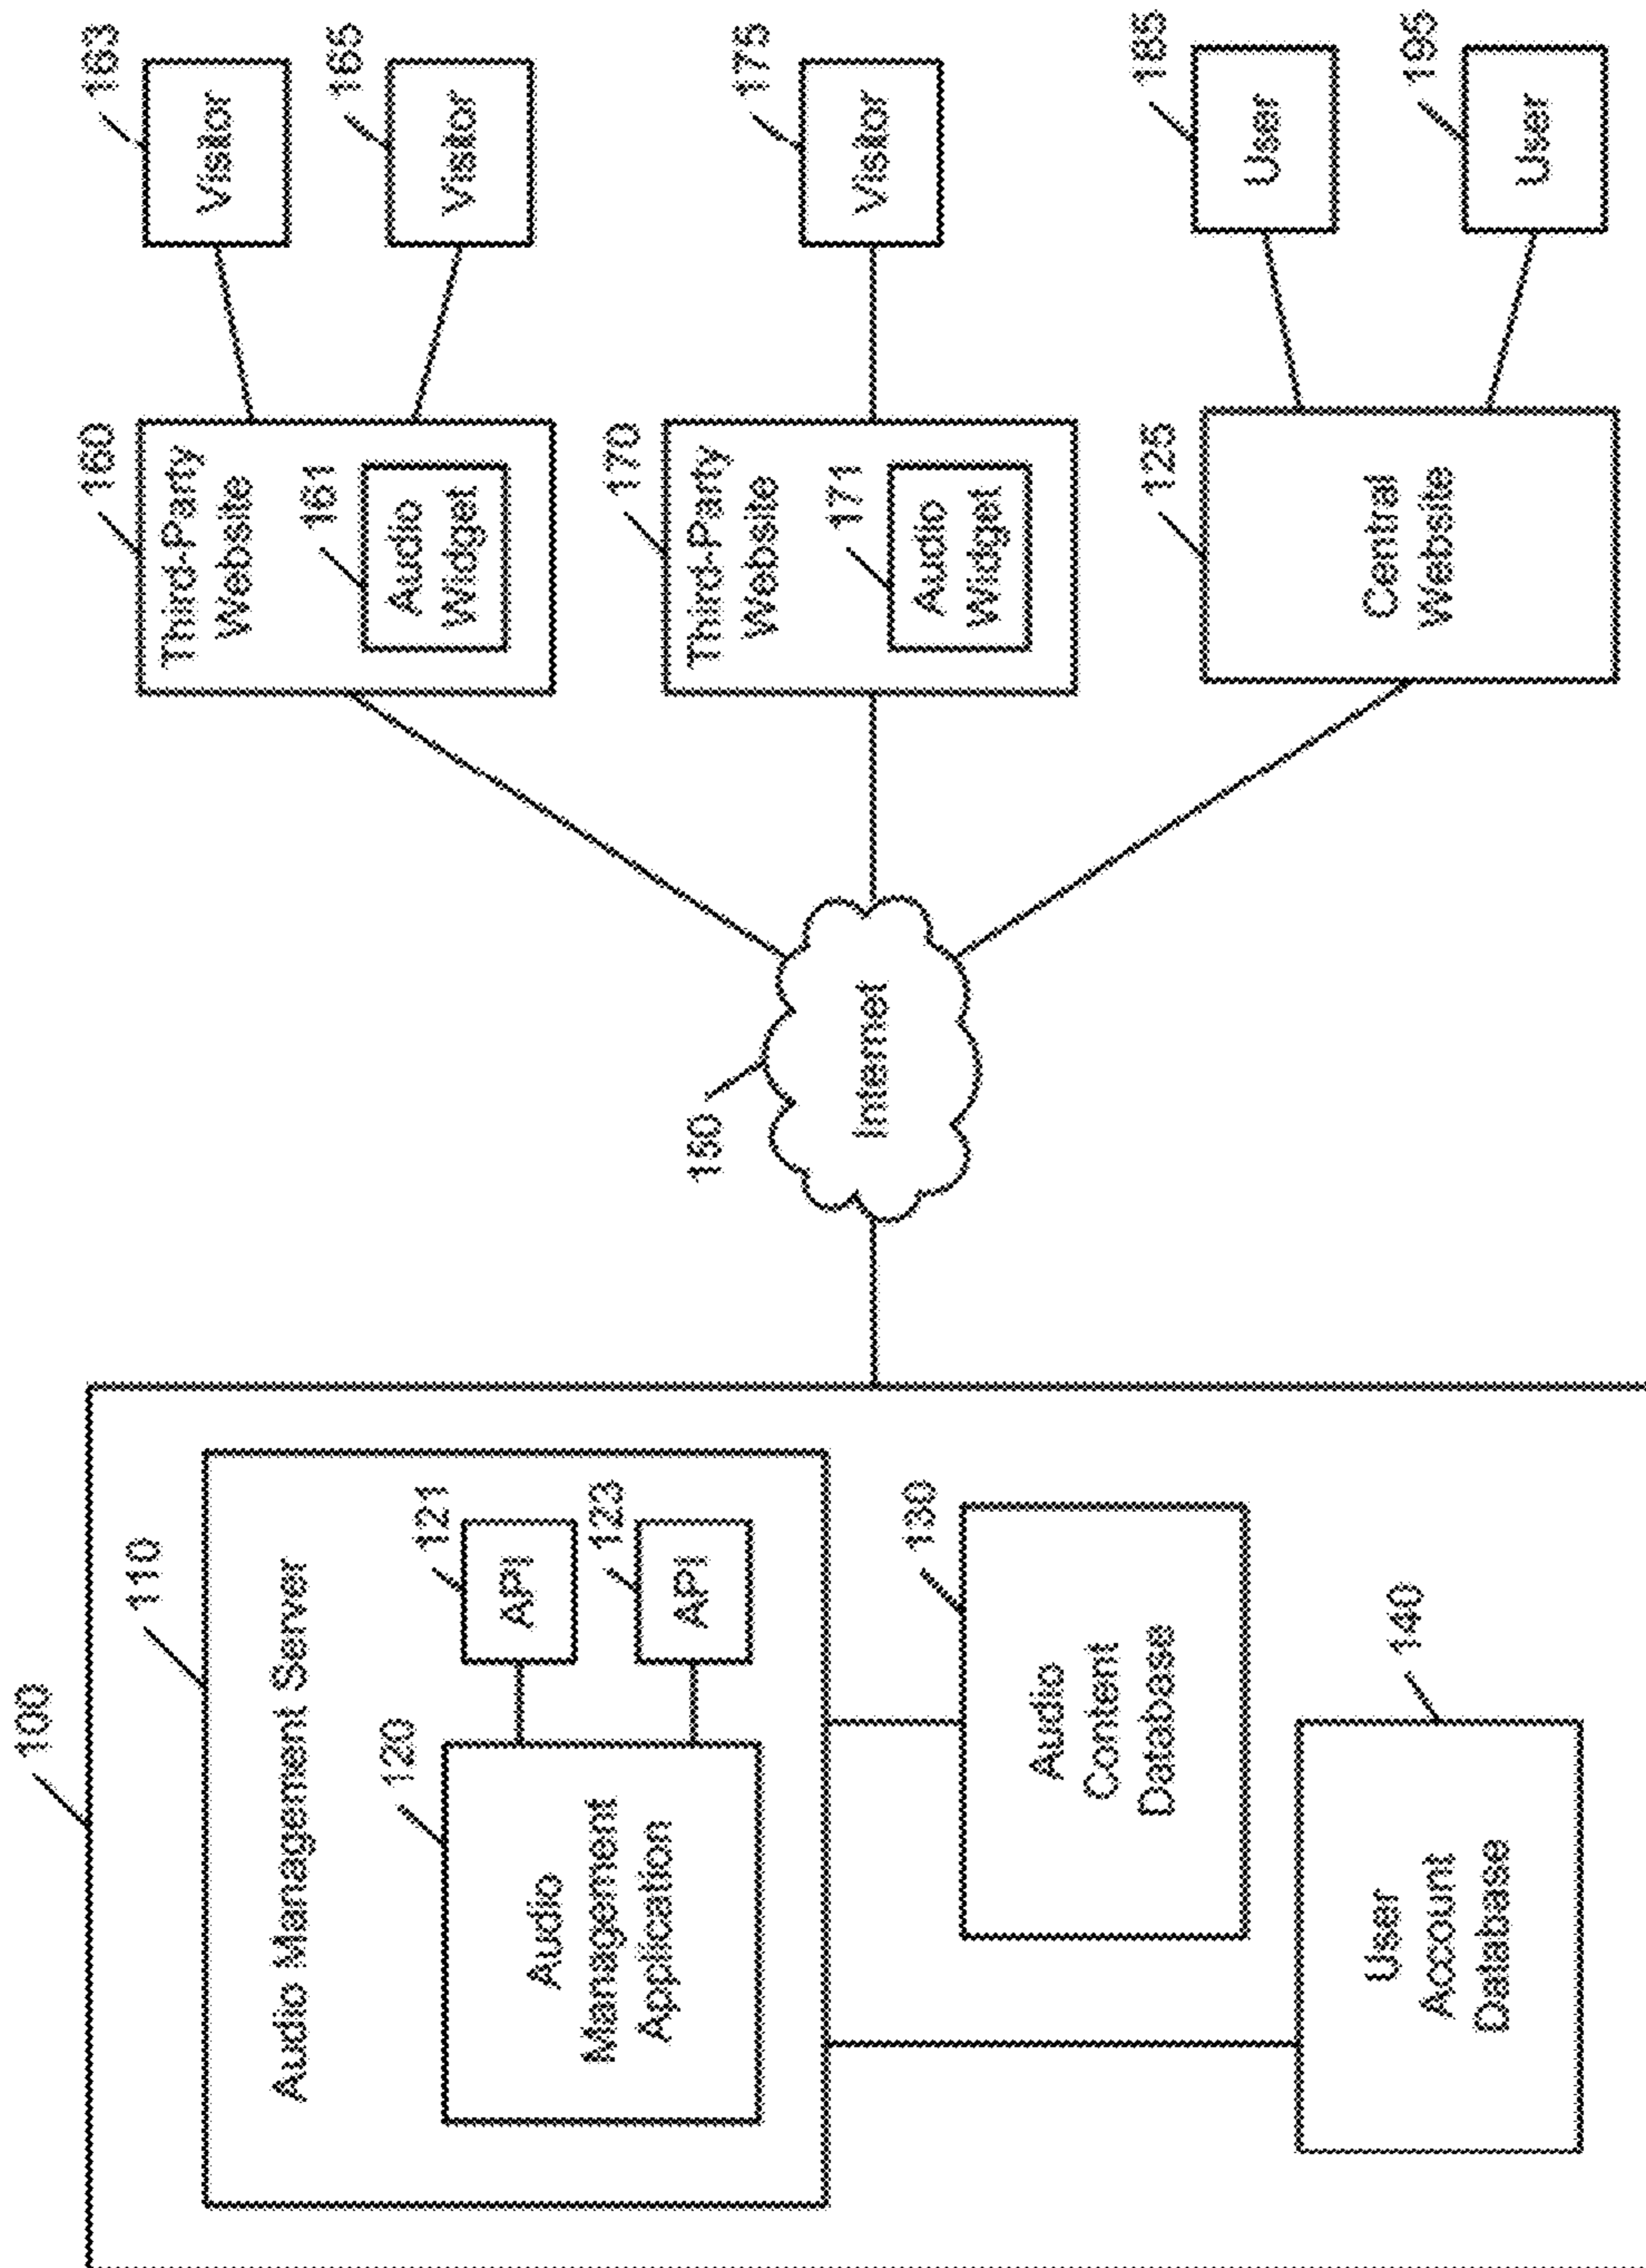 100
110
Audio Management Server
120
Audio
Management
Application
121
API
123
API
130
Audio
Content
Database
140
User
Account
Database
150
Internet
160
Third-Party
Website
161
Audio
Widget
163
Visitor
165
Visitor
170
Third-Party
Website
171
Audio
Widget
175
Visitor
125
Central
Website
185
User
195
User